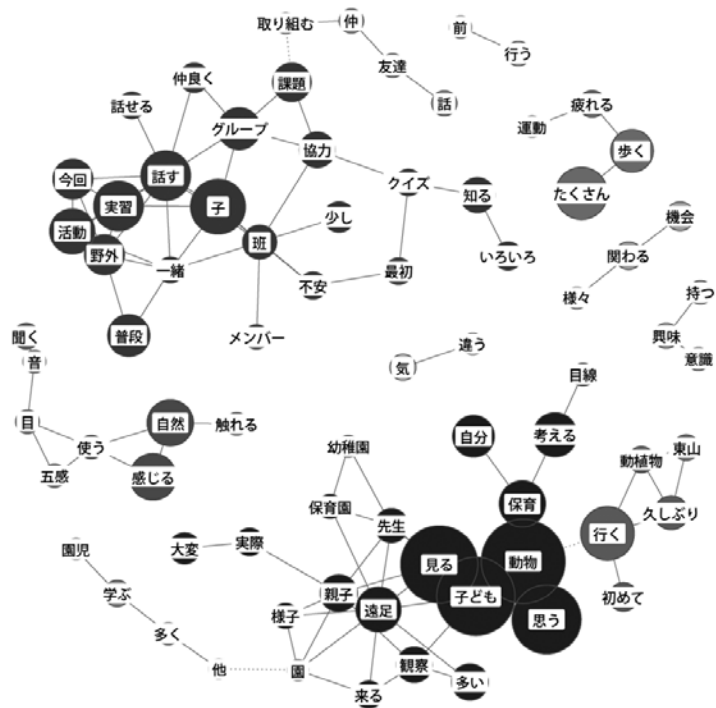 取り組む
仲
前
行う
友達
話
仲良く
課題
話せる
グループ
疲れる
運動
協力
歩く
今回
話す
クイズ
実習
子
知る
たくさん
活動
少し
機会
野外
班
一緒
いろいろ
関わる
最初
不安
様々
持つ
普段
メンバー
興味
意識
聞く
音
違う
気
目線
目
自然
触れる
使う
自分
考える
幼稚園
動植物
東山
五感
感じる
保育園
保育
先生
久しぶり
行く
園児
大変
実際
見る
動物
学ぶ
親子
子ども
初めて
様子
遠足
思う
多く
他
園
観察
来る
多い